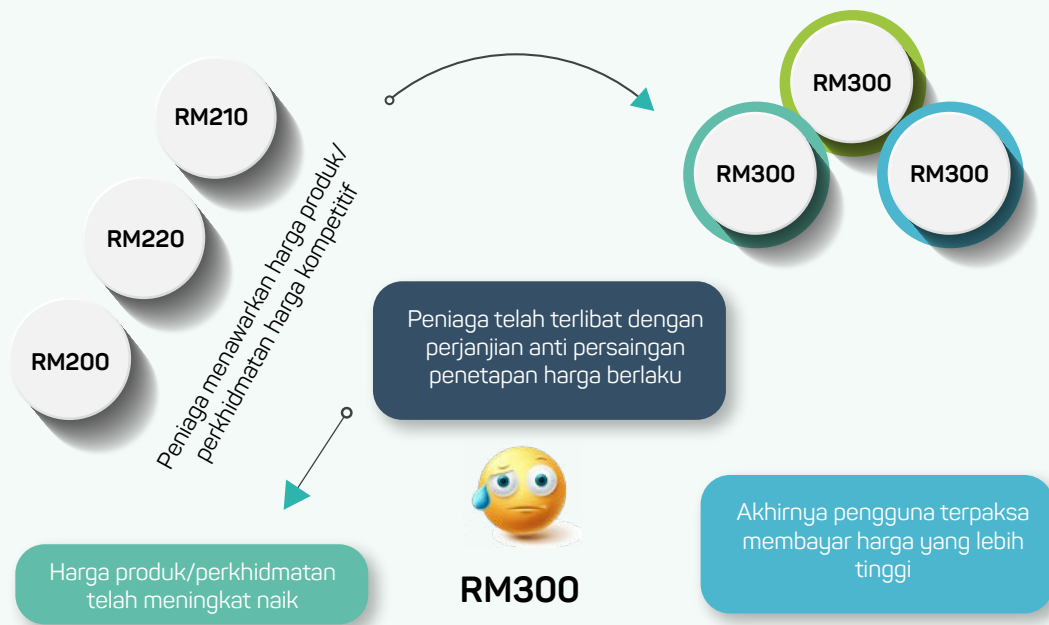 RM210
RM220
RM200
Peniaga menawarkan harga produk/
perkhidmatan harga kompetitif
RM300
RM300
RM300
Peniaga telah terlibat dengan
perjanjian anti persaingan
penetapan harga berlaku
Harga produk/perkhidmatan
telah meningkat naik
RM300
Akhirnya pengguna terpaksa
membayar harga yang lebih
tinggi